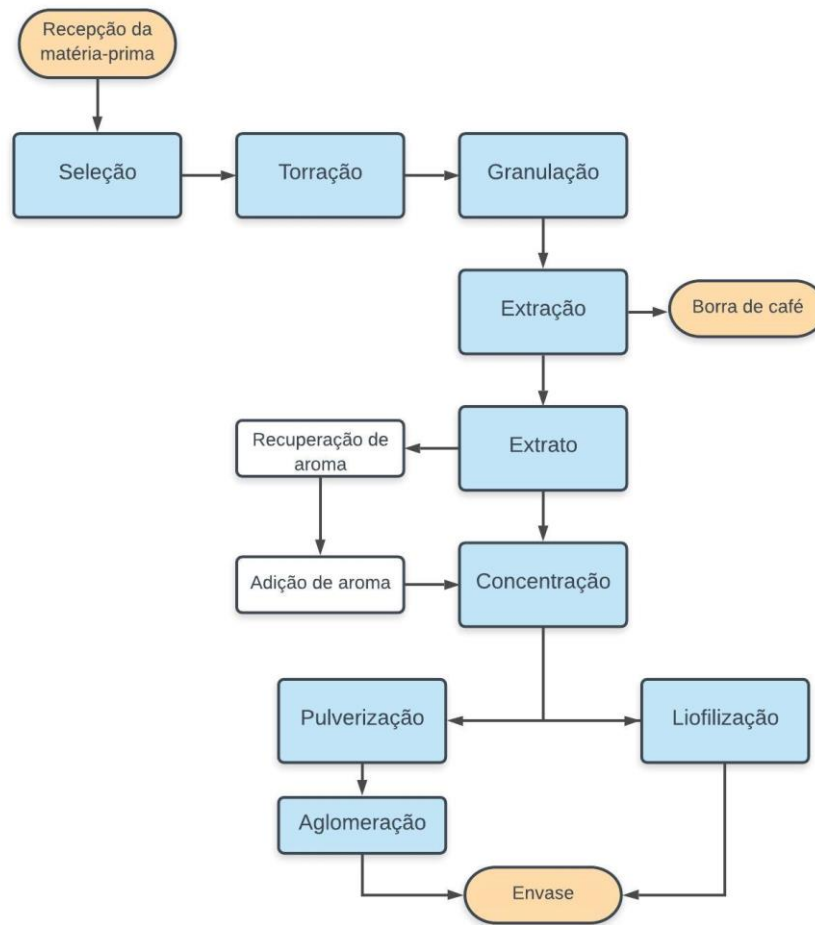 Recepção da
matéria-prima
Seleção
Torração
Granulação
Extração
Borra de café
Extrato
Recuperação de
aroma
Adição de aroma
Concentração
Pulverização
Liofilização
Aglomeração
Envase